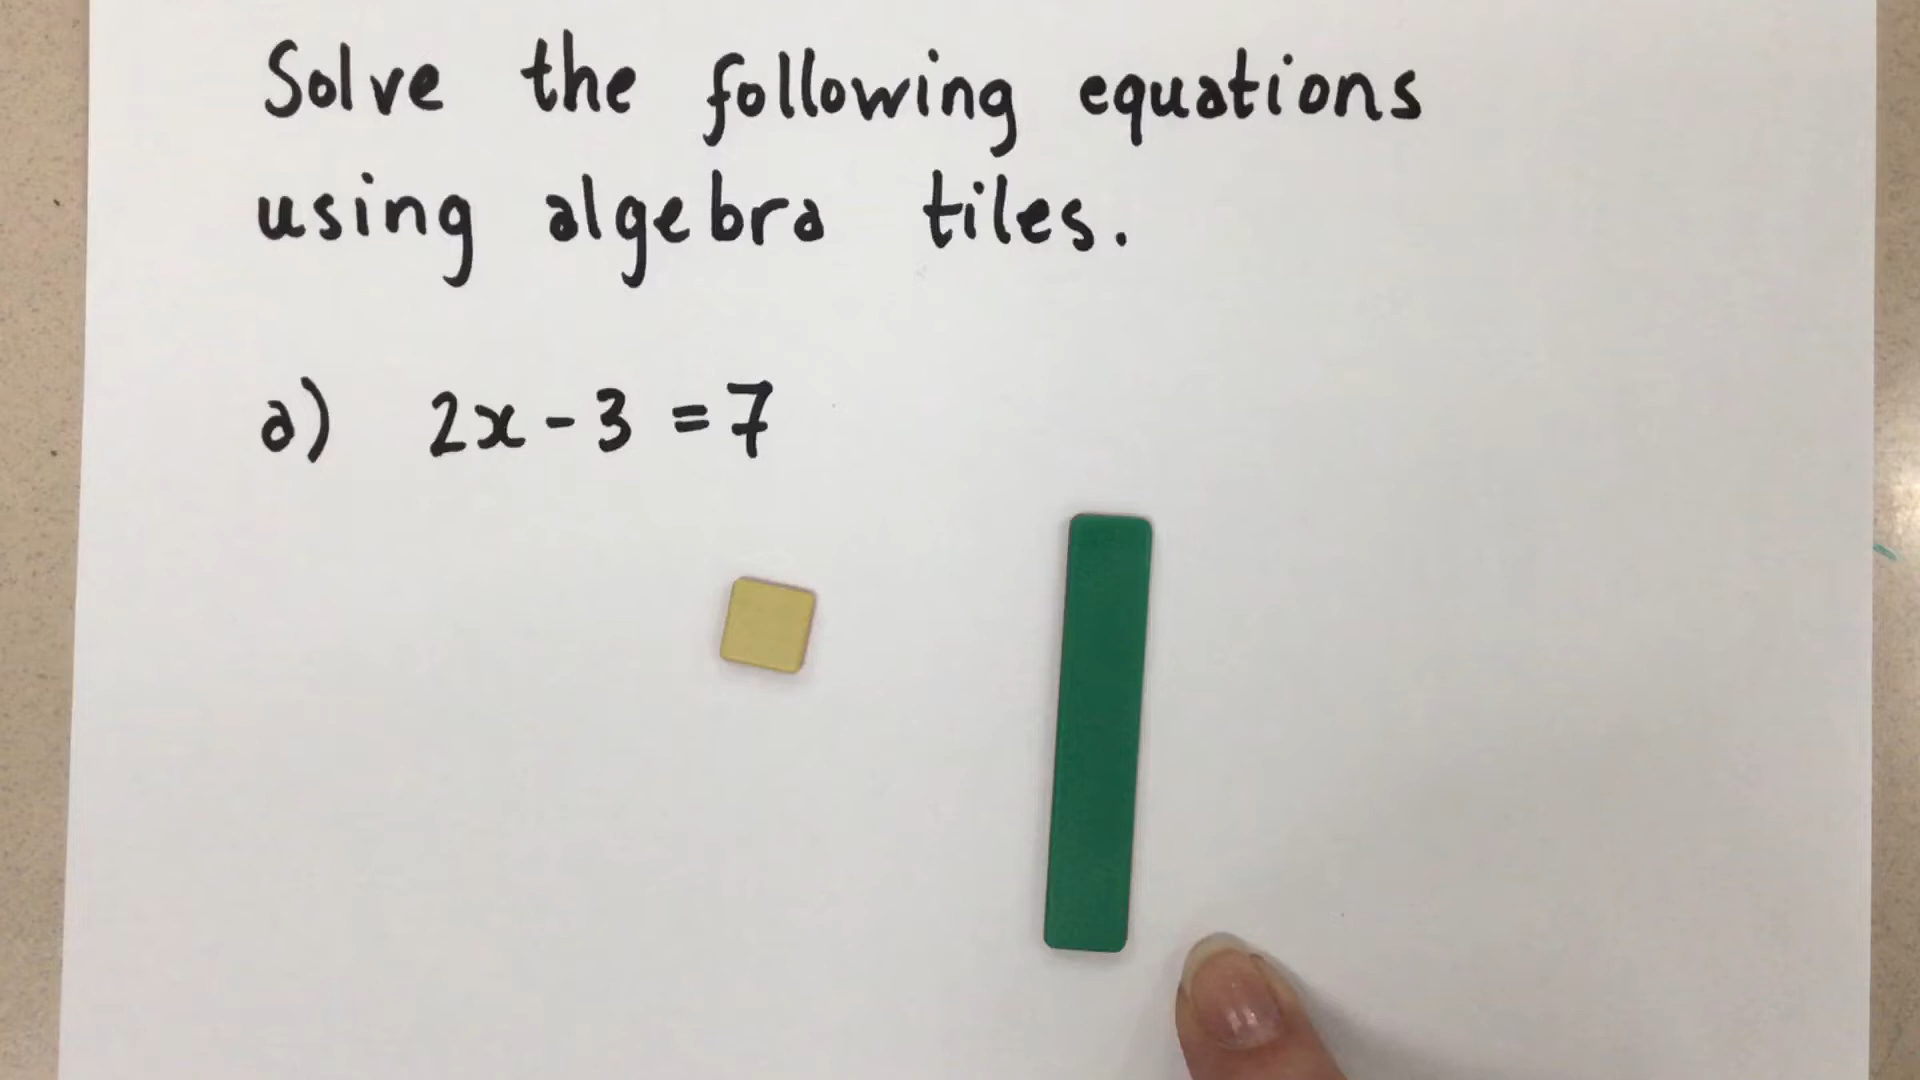 Solve the following equations
using algebra tiles.
a) 2x - 3 = 7